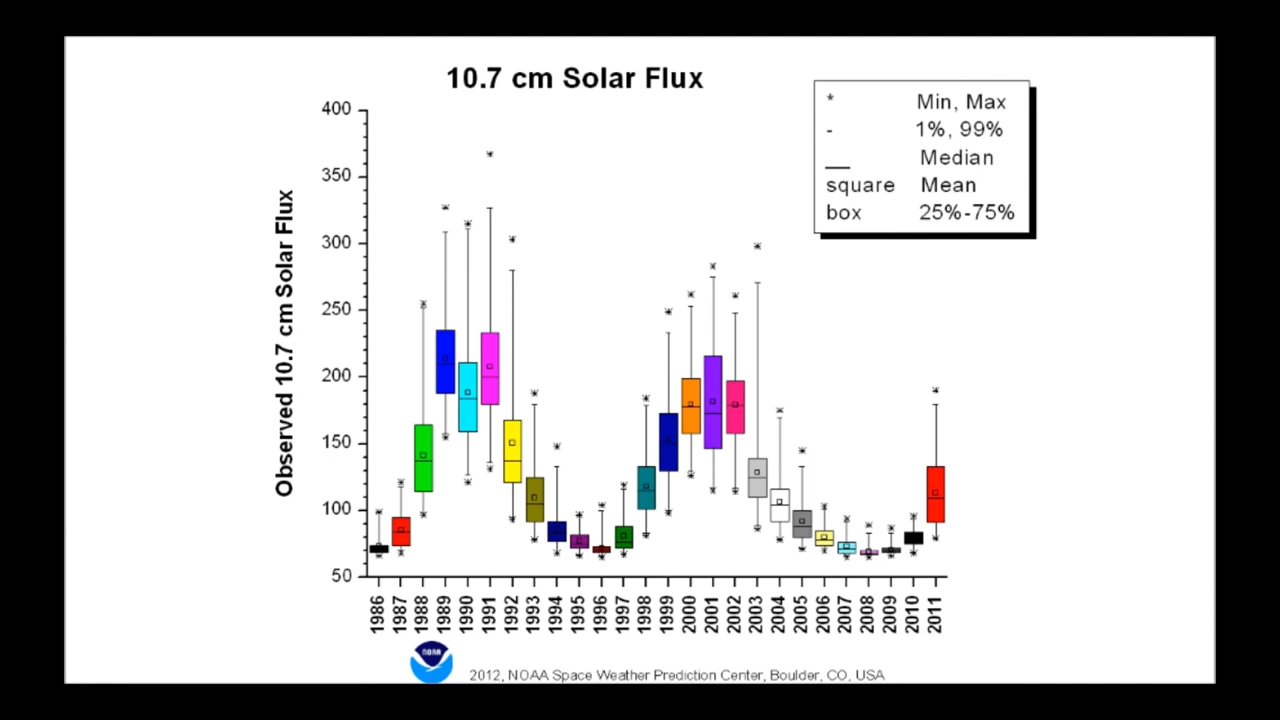 10.7 cm Solar Flux
* Min, Max
- 1%, 99%
__ Median
square Mean
box 25%-75%
Observed 10.7 cm Solar Flux
400
350
300
250
200
150
100
50
1986 1987 1988 1989 1990 1991 1992 1993 1994 1995 1996 1997 1998 1999 2000 2001 2002 2003 2004 2005 2006 2007 2008 2009 2010 2011
NOAA
2012, NOAA Space Weather Prediction Center, Boulder, CO, USA